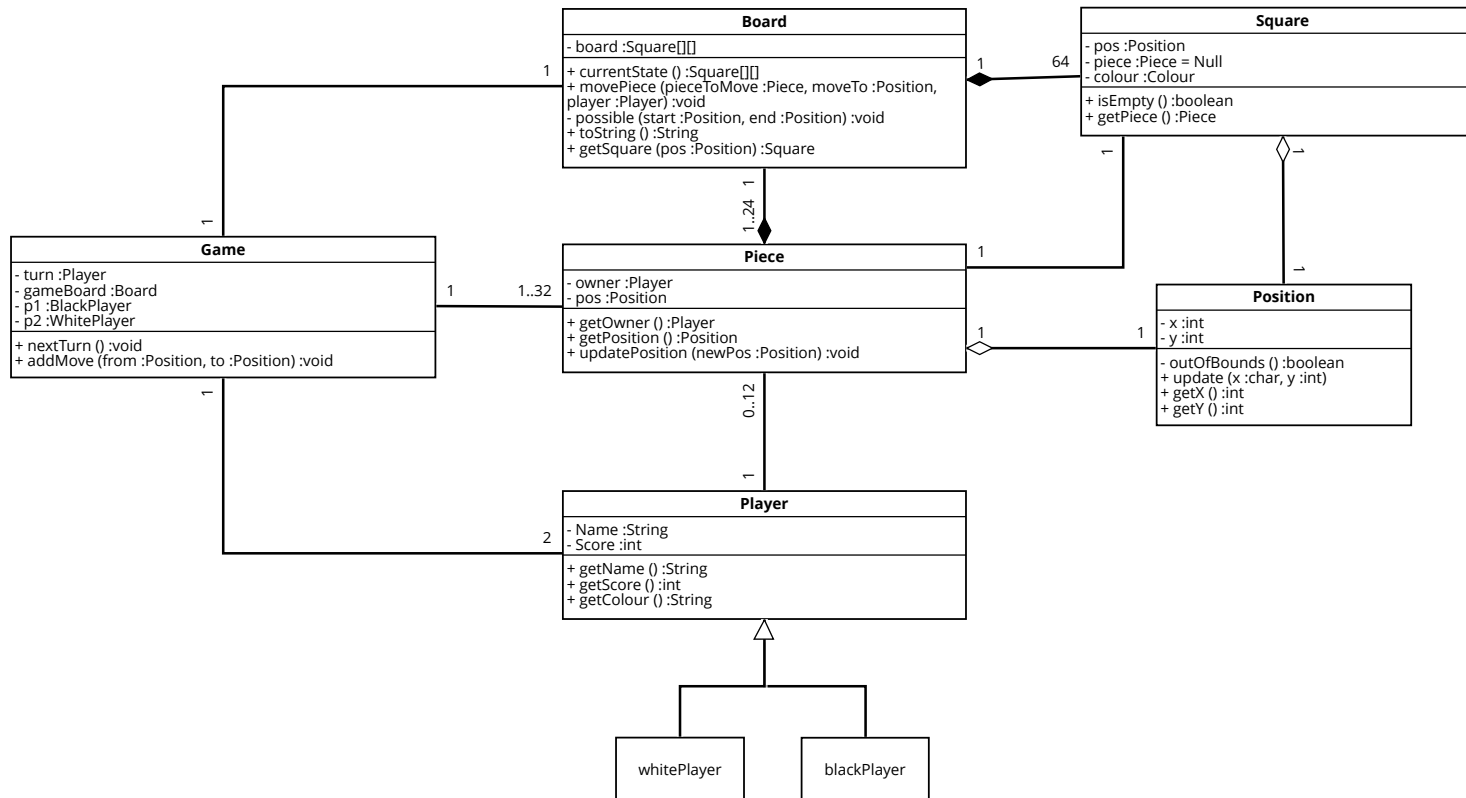 Board
- board :Square[][]
+ currentState () :Square[][]
+ movePiece (pieceToMove :Piece, moveTo :Position,
player :Player) :void
- possible (start :Position, end :Position) :void
+ toString () :String
+ getSquare (pos :Position) :Square
Square
- pos :Position
- piece :Piece = Null
- colour :Colour
+ isEmpty () :boolean
+ getPiece () :Piece
1
64
1
1
1
1..24
1
1
1
1
Game
- turn :Player
- gameBoard :Board
- p1 :BlackPlayer
- p2 :WhitePlayer
+ nextTurn () :void
+ addMove (from :Position, to :Position) :void
1
1..32
Piece
- owner :Player
- pos :Position
+ getOwner () :Player
+ getPosition () :Position
+ updatePosition (newPos :Position) :void
1
1
1
Position
- x :int
- y :int
- outOfBounds () :boolean
+ update (x :char, y :int)
+ getX () :int
+ getY () :int
1
0..12
1
2
Player
- Name :String
- Score :int
+ getName () :String
+ getScore () :int
+ getColour () :String
whitePlayer
blackPlayer